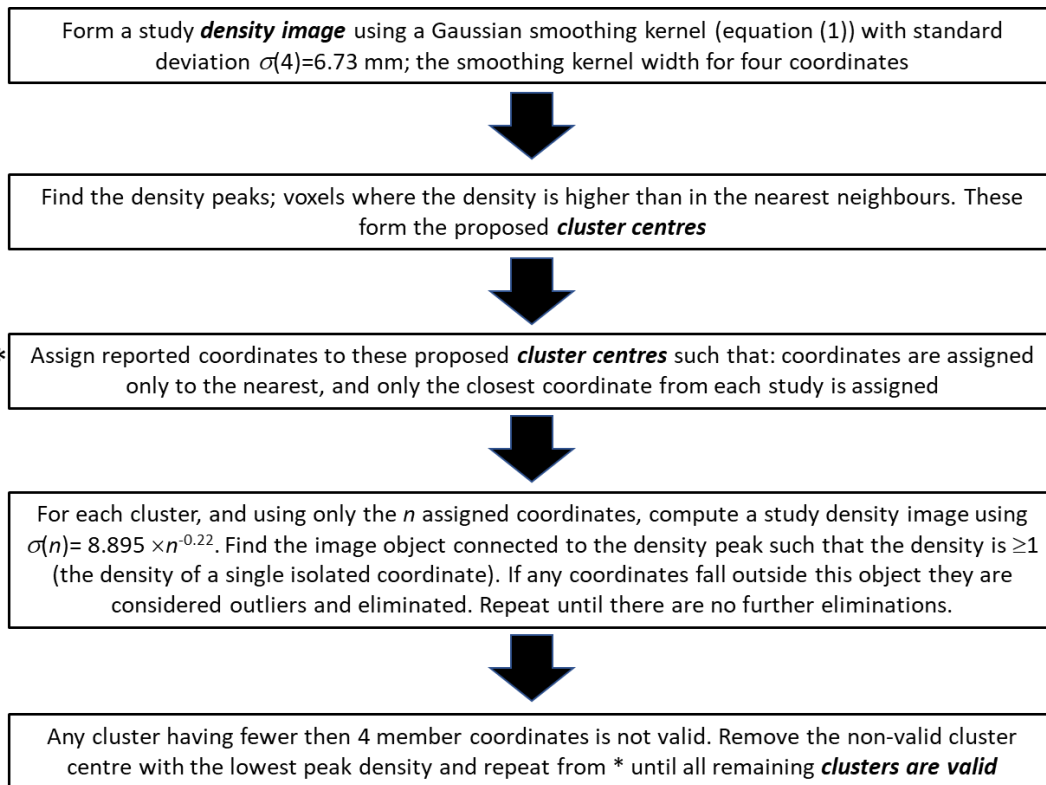 Form a study density image using a Gaussian smoothing kernel (equation (1)) with standard
deviation σ(4)=6.73 mm; the smoothing kernel width for four coordinates
Find the density peaks; voxels where the density is higher than in the nearest neighbours. These
form the proposed cluster centres
* Assign reported coordinates to these proposed cluster centres such that: coordinates are assigned
only to the nearest, and only the closest coordinate from each study is assigned
For each cluster, and using only the n assigned coordinates, compute a study density image using
σ(n)= 8.895 ×n^-0.22. Find the image object connected to the density peak such that the density is ≥1
(the density of a single isolated coordinate). If any coordinates fall outside this object they are
considered outliers and eliminated. Repeat until there are no further eliminations.
Any cluster having fewer then 4 member coordinates is not valid. Remove the non-valid cluster
centre with the lowest peak density and repeat from * until all remaining clusters are valid